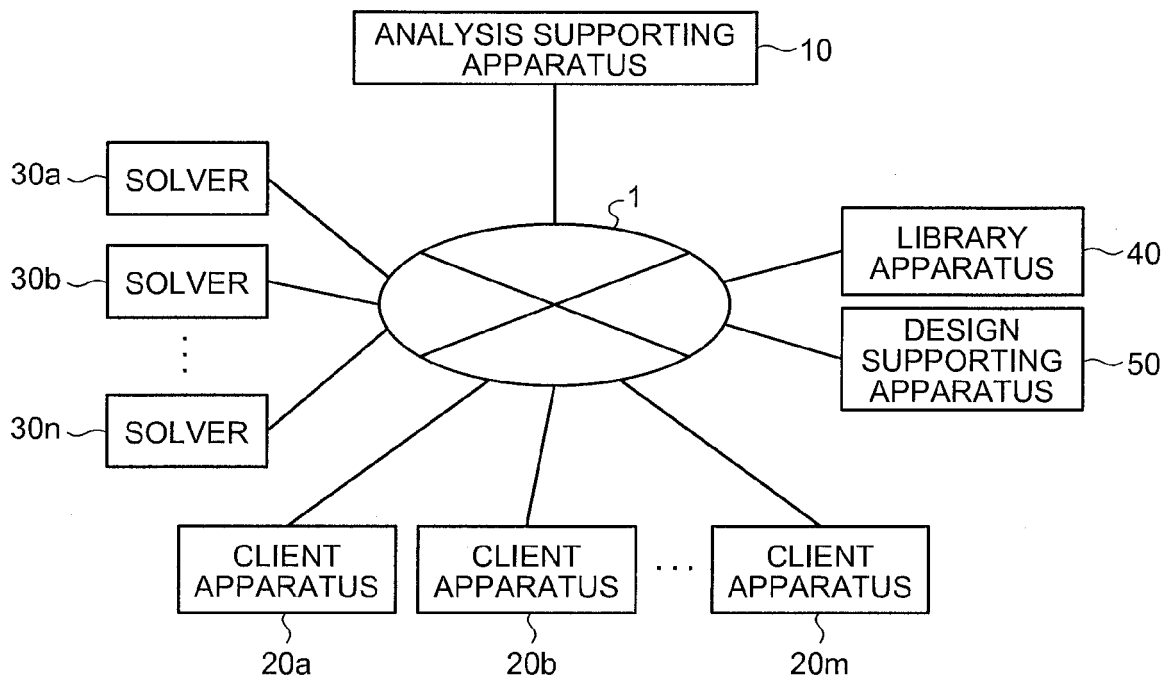 ANALYSIS SUPPORTING
APPARATUS
10
30a
SOLVER
30b
SOLVER
30n
SOLVER
1
LIBRARY
APPARATUS
40
DESIGN
SUPPORTING
APPARATUS
50
CLIENT
APPARATUS
20a
CLIENT
APPARATUS
20b
. . .
CLIENT
APPARATUS
20m